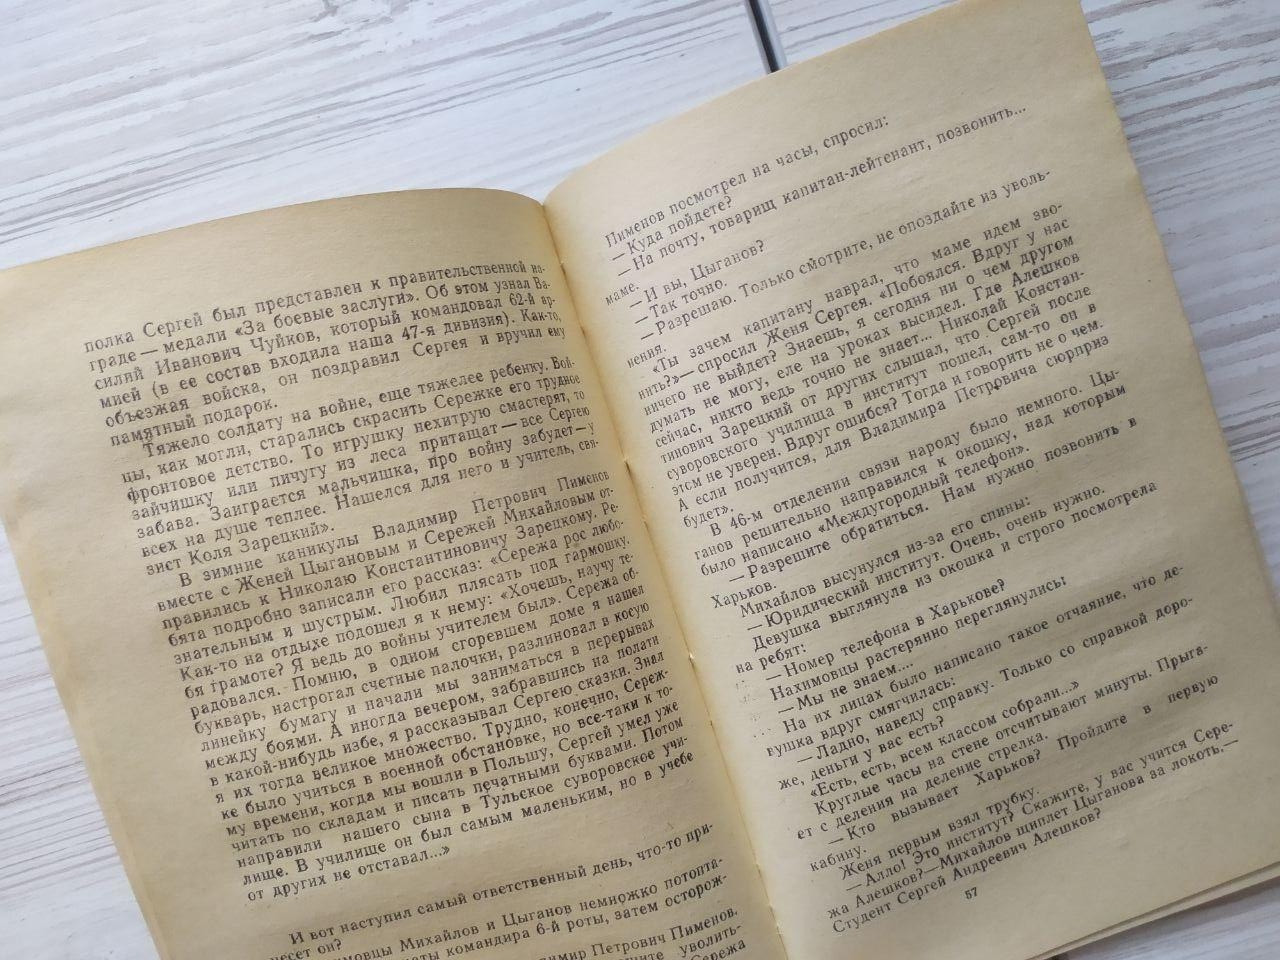 полка Сергей был представлен к правительственной на-
граде — медали «За боевые заслуги». Об этом узнал Ва-
силий Иванович Чуйков, который командовал 62-й ар-
мией (в ее состав входила наша 47-я дивизия). Как-то,
объезжая войска, он поздравил Сергея и вручил ему
памятный подарок.
Тяжело солдату на войне, еще тяжелее ребенку. Бой-
цы, как могли, старались скрасить Сережке его трудное
фронтовое детство. То игрушку нехитрую смастерят, то
зайчишку или пичугу из леса притащат — все Сергею
забава. Заиграется мальчишка, про войну забудет — у
всех на душе теплее. Нашелся для него и учитель, свя-
зист Коля Зарецкий».
В зимние каникулы Владимир Петрович Пименов
вместе с Женей Цыгановым и Сережей Михайловым от-
правились к Николаю Константиновичу Зарецкому. Ре-
бята подробно записали его рассказ: «Сережа рос любо-
знательным и шустрым. Любил плясать под гармошку.
Как-то на отдыхе подошел я к нему: «Хочешь, научу те-
бя грамоте? Я ведь до войны учителем был». Сережа об-
радовался. Помню, в одном сгоревшем доме я нашел
букварь, настрогал счетные палочки, разлиновал в косую
линейку бумагу и начали мы заниматься в перерывах
между боями. А иногда вечером, забравшись на полати
в какой-нибудь избе, я рассказывал Сергею сказки. Знал
я их тогда великое множество. Трудно, конечно, Сереж-
ке было учиться в военной обстановке, но все-таки к то-
му времени, когда мы вошли в Польшу, Сергей умел уже
читать по складам и писать печатными буквами. Потом
направили нашего сына в Тульское суворовское учи-
лище. В училище он был самым маленьким, но в учебе
от других не отставал...»
И вот наступил самый ответственный день, что-то при-
несет он?
Михайлов и Цыганов немножко потопта-
командира 6-й роты, затем осторож-
Владимир Петрович Пименов.
уволить-
Сережа
Пименов посмотрел на часы, спросил:
— Куда пойдете?
— На почту, товарищ капитан-лейтенант, позвонить...
маме.
— И вы, Цыганов?
— Так точно.
— Разрешаю. Только смотрите, не опоздайте из уволь-
нения.
«Ты зачем капитану наврал, что маме идем зво-
нить?» — спросил Женя Сергея. «Побоялся. Вдруг у нас
ничего не выйдет? Знаешь, я сегодня ни о чем другом
думать не могу, еле на уроках высидел. Где Алешков
сейчас, никто ведь точно не знает... Николай Констан-
тинович Зарецкий от других слышал, что Сергей после
суворовского училища в институт пошел, сам-то он в
этом не уверен. Вдруг ошибся? Тогда и говорить не о чем.
А если получится, для Владимира Петровича сюрприз
будет».
В 46-м отделении связи народу было немного. Цы-
ганов решительно направился к окошку, над которым
было написано «Междугородный телефон».
— Разрешите обратиться. Нам нужно позвонить в
Харьков.
Михайлов высунулся из-за его спины:
— Юридический институт. Очень, очень нужно.
Девушка выглянула из окошка и строго посмотрела
на ребят:
— Номер телефона в Харькове?
Нахимовцы растерянно переглянулись:
— Мы не знаем....
На их лицах было написано такое отчаяние, что де-
вушка вдруг смягчилась:
— Ладно, наведу справку. Только со справкой доро-
же, деньги у вас есть?
«Есть, есть, всем классом собрали...»
Круглые часы на стене отсчитывают минуты. Прыга-
ет с деления на деление стрелка.
— Кто вызывает Харьков? Пройдите в первую
кабину.
Женя первым взял трубку.
— Алло! Это институт? Скажите, у вас учится Сере-
жа Алешков? — Михайлов щиплет Цыганова за локоть, —
Студент Сергей Андреевич Алешков?
57